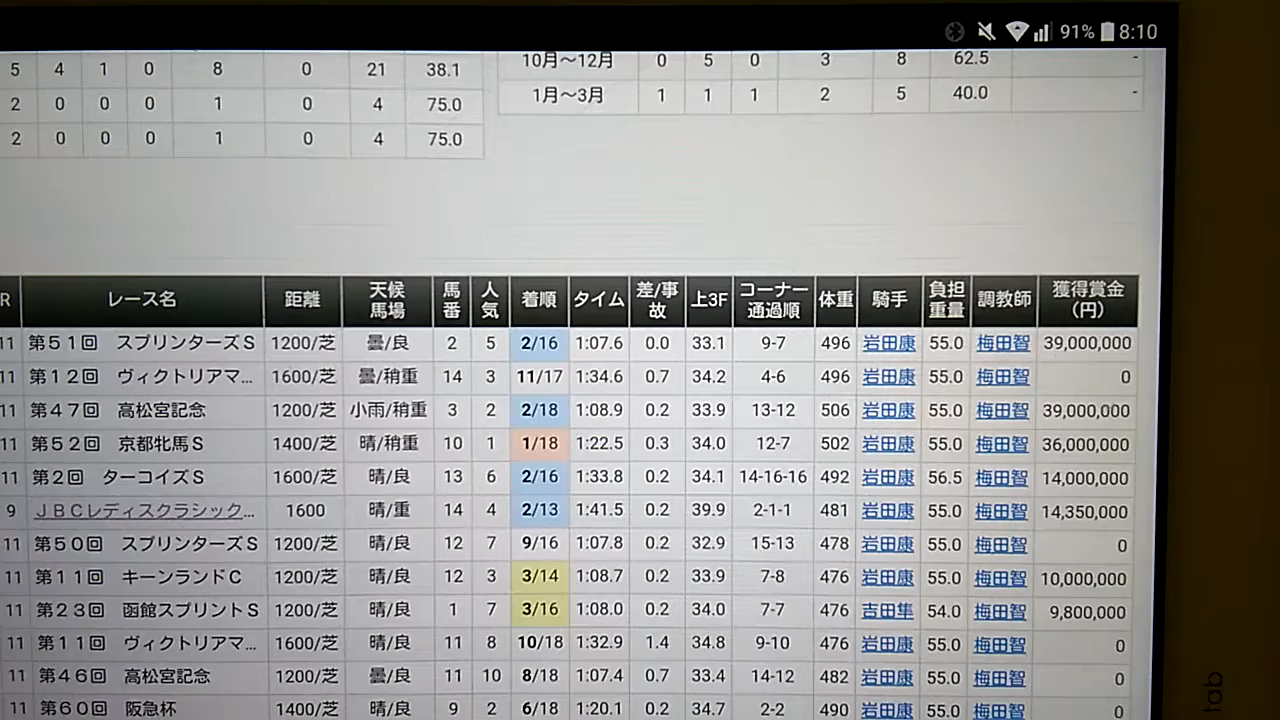 91% 8:10
5 4 1 0 8 0 21 38.1
2 0 0 0 1 0 4 75.0
2 0 0 0 1 0 4 75.0
10月～12月 0 5 0 3 8 62.5 -
1月～3月 1 1 1 2 5 40.0 -
R レース名 距離 天候馬場 馬番 人気 着順 タイム 差/事故 上3F コーナー通過順 体重 騎手 負担重量 調教師 獲得賞金(円)
11 第５１回 スプリンターズＳ 1200/芝 曇/良 2 5 2/16 1:07.6 0.0 33.1 9-7 496 岩田康 55.0 梅田智 39,000,000
11 第１２回 ヴィクトリアマ... 1600/芝 曇/稍重 14 3 11/17 1:34.6 0.7 34.2 4-6 496 岩田康 55.0 梅田智 0
11 第４７回 高松宮記念 1200/芝 小雨/稍重 3 2 2/18 1:08.9 0.2 33.9 13-12 506 岩田康 55.0 梅田智 39,000,000
11 第５２回 京都牝馬Ｓ 1400/芝 晴/稍重 10 1 1/18 1:22.5 0.3 34.0 12-7 502 岩田康 55.0 梅田智 36,000,000
11 第２回 ターコイズＳ 1600/芝 晴/良 13 6 2/16 1:33.8 0.2 34.1 14-16-16 492 岩田康 56.5 梅田智 14,000,000
9 ＪＢＣレディスクラシック... 1600 晴/重 14 4 2/13 1:41.5 0.2 39.9 2-1-1 481 岩田康 55.0 梅田智 14,350,000
11 第５０回 スプリンターズＳ 1200/芝 晴/良 12 7 9/16 1:07.8 0.2 32.9 15-13 478 岩田康 55.0 梅田智 0
11 第１１回 キーンランドＣ 1200/芝 晴/良 12 3 3/14 1:08.7 0.2 33.9 7-8 476 岩田康 55.0 梅田智 10,000,000
11 第２３回 函館スプリントＳ 1200/芝 晴/良 1 7 3/16 1:08.0 0.2 34.0 7-7 476 吉田隼 54.0 梅田智 9,800,000
11 第１１回 ヴィクトリアマ... 1600/芝 晴/良 11 8 10/18 1:32.9 1.4 34.8 9-10 476 岩田康 55.0 梅田智 0
11 第４６回 高松宮記念 1200/芝 曇/良 11 10 8/18 1:07.4 0.7 33.4 14-12 482 岩田康 55.0 梅田智 0
11 第６０回 阪急杯 1400/芝 晴/良 9 2 6/18 1:20.1 0.2 34.7 2-2 490 岩田康 55.0 梅田智 0
tab